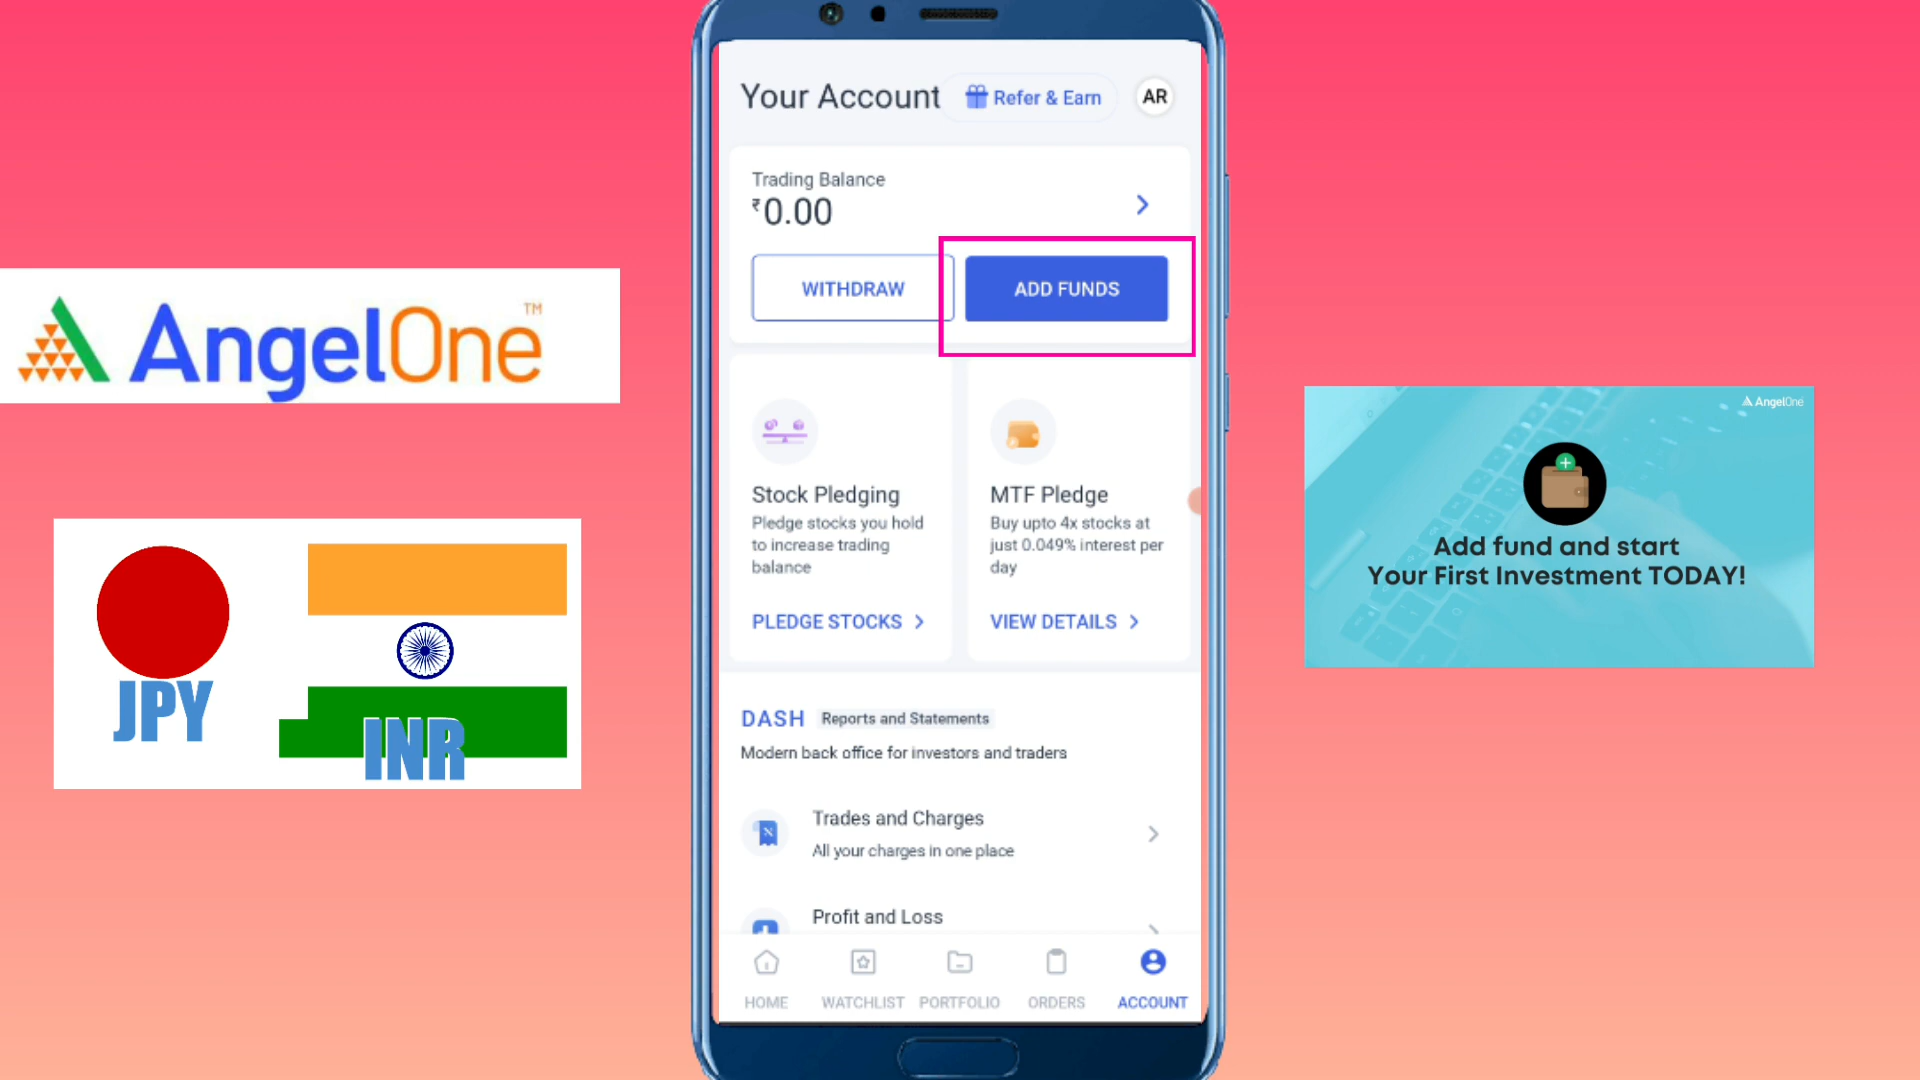 Your Account
Refer & Earn
AR
Trading Balance
₹0.00
WITHDRAW
ADD FUNDS
Stock Pledging
Pledge stocks you hold
to increase trading
balance
PLEDGE STOCKS
MTF Pledge
Buy upto 4x stocks at
just 0.049% interest per
day
VIEW DETAILS
DASH Reports and Statements
Modern back office for investors and traders
Trades and Charges
All your charges in one place
Profit and Loss
HOME
WATCHLIST
PORTFOLIO
ORDERS
ACCOUNT
AngelOne™
JPY
INR
AngelOne
Add fund and start
Your First Investment TODAY!